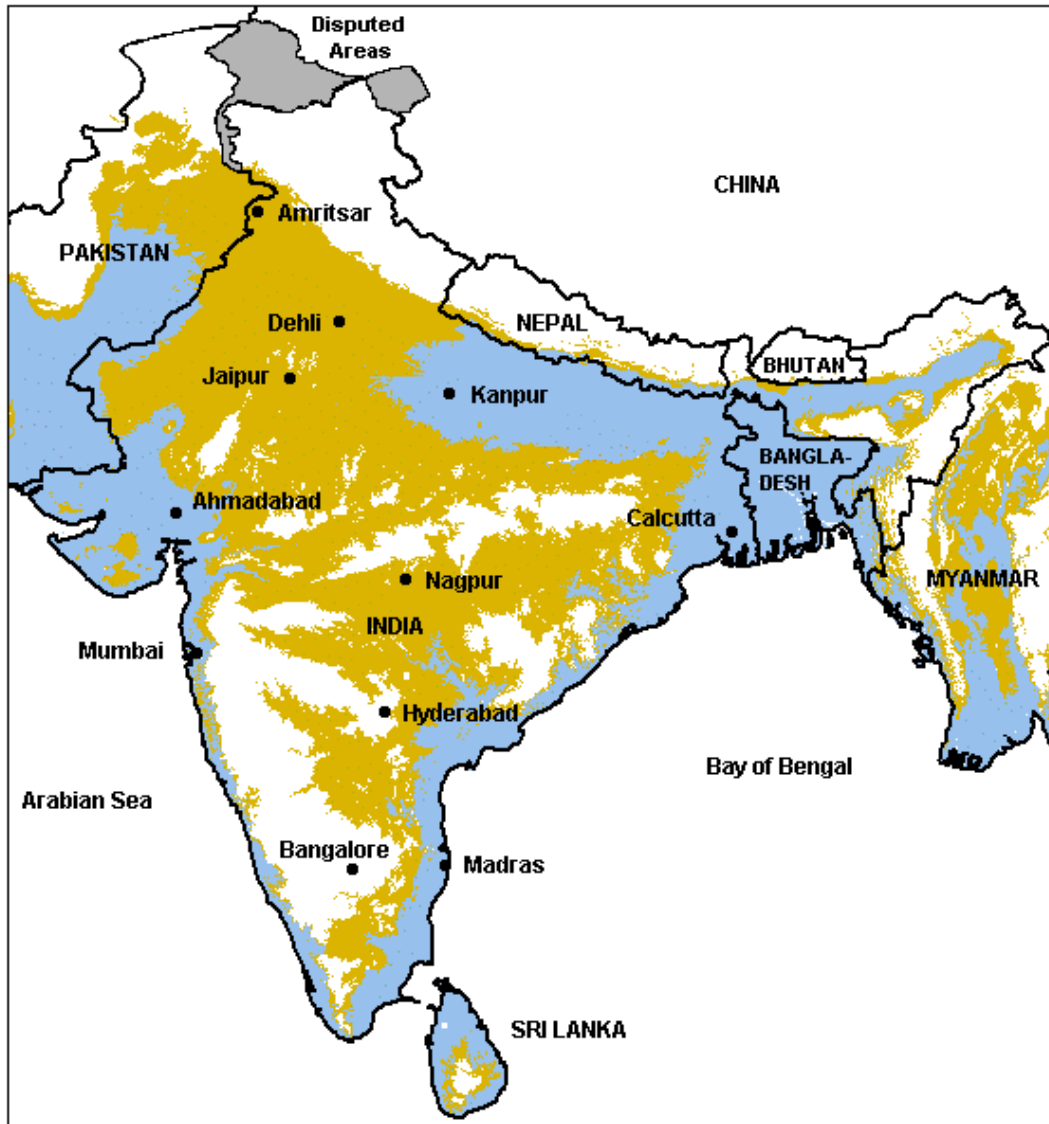 Disputed
Areas
CHINA
Amritsar
PAKISTAN
Dehli
NEPAL
BHUTAN
Jaipur
Kanpur
BANGLA-
DESH
Ahmadabad
Calcutta
Nagpur
MYANMAR
INDIA
Mumbai
Hyderabad
Bay of Bengal
Arabian Sea
Bangalore
Madras
SRI LANKA